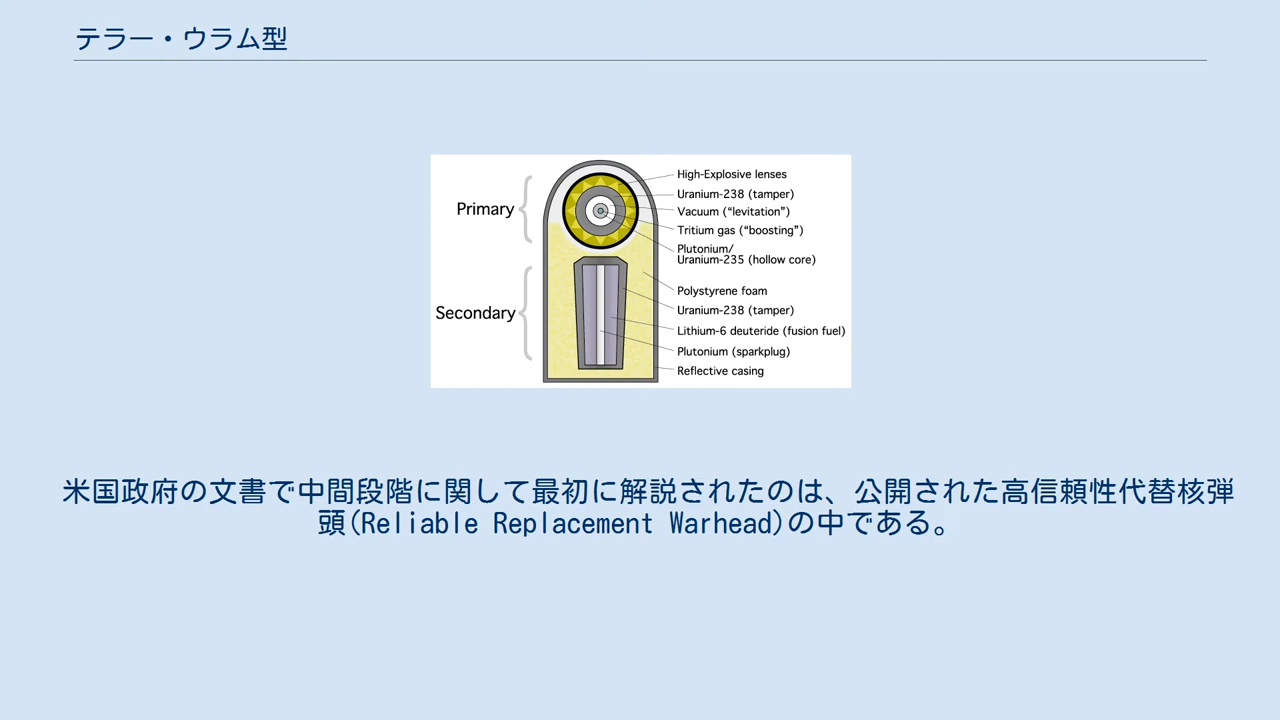 テラー・ウラム型
Primary
Secondary
High-Explosive lenses
Uranium-238 (tamper)
Vacuum (“levitation”)
Tritium gas (“boosting”)
Plutonium/
Uranium-235 (hollow core)
Polystyrene foam
Uranium-238 (tamper)
Lithium-6 deuteride (fusion fuel)
Plutonium (sparkplug)
Reflective casing
米国政府の文書で中間段階に関して最初に解説されたのは、公開された高信頼性代替核弾
頭(Reliable Replacement Warhead)の中である。